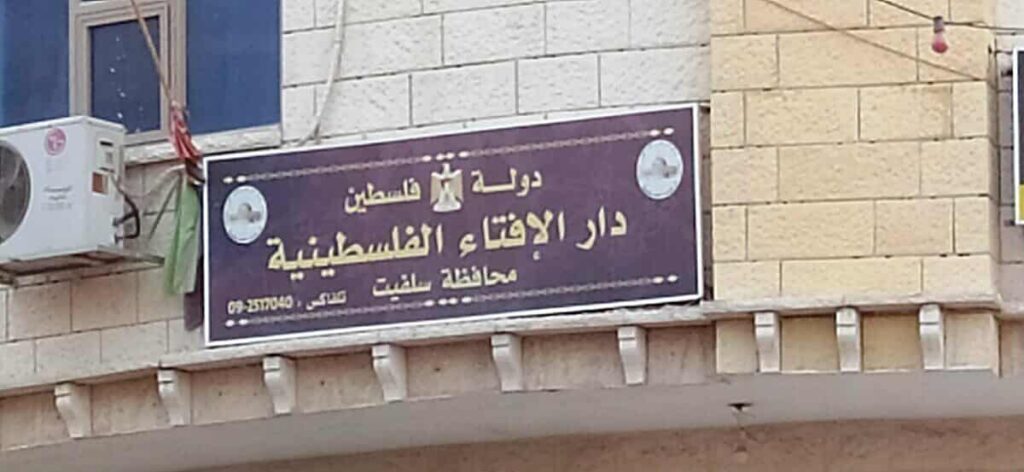 دولة فلسطين
دار الإفتاء الفلسطينية
محافظة سلفيت
تلفاكس : 09-2517040